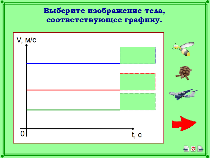 Выберите изображение тела,
соответствующее графику.
V, м/с
0
t, с